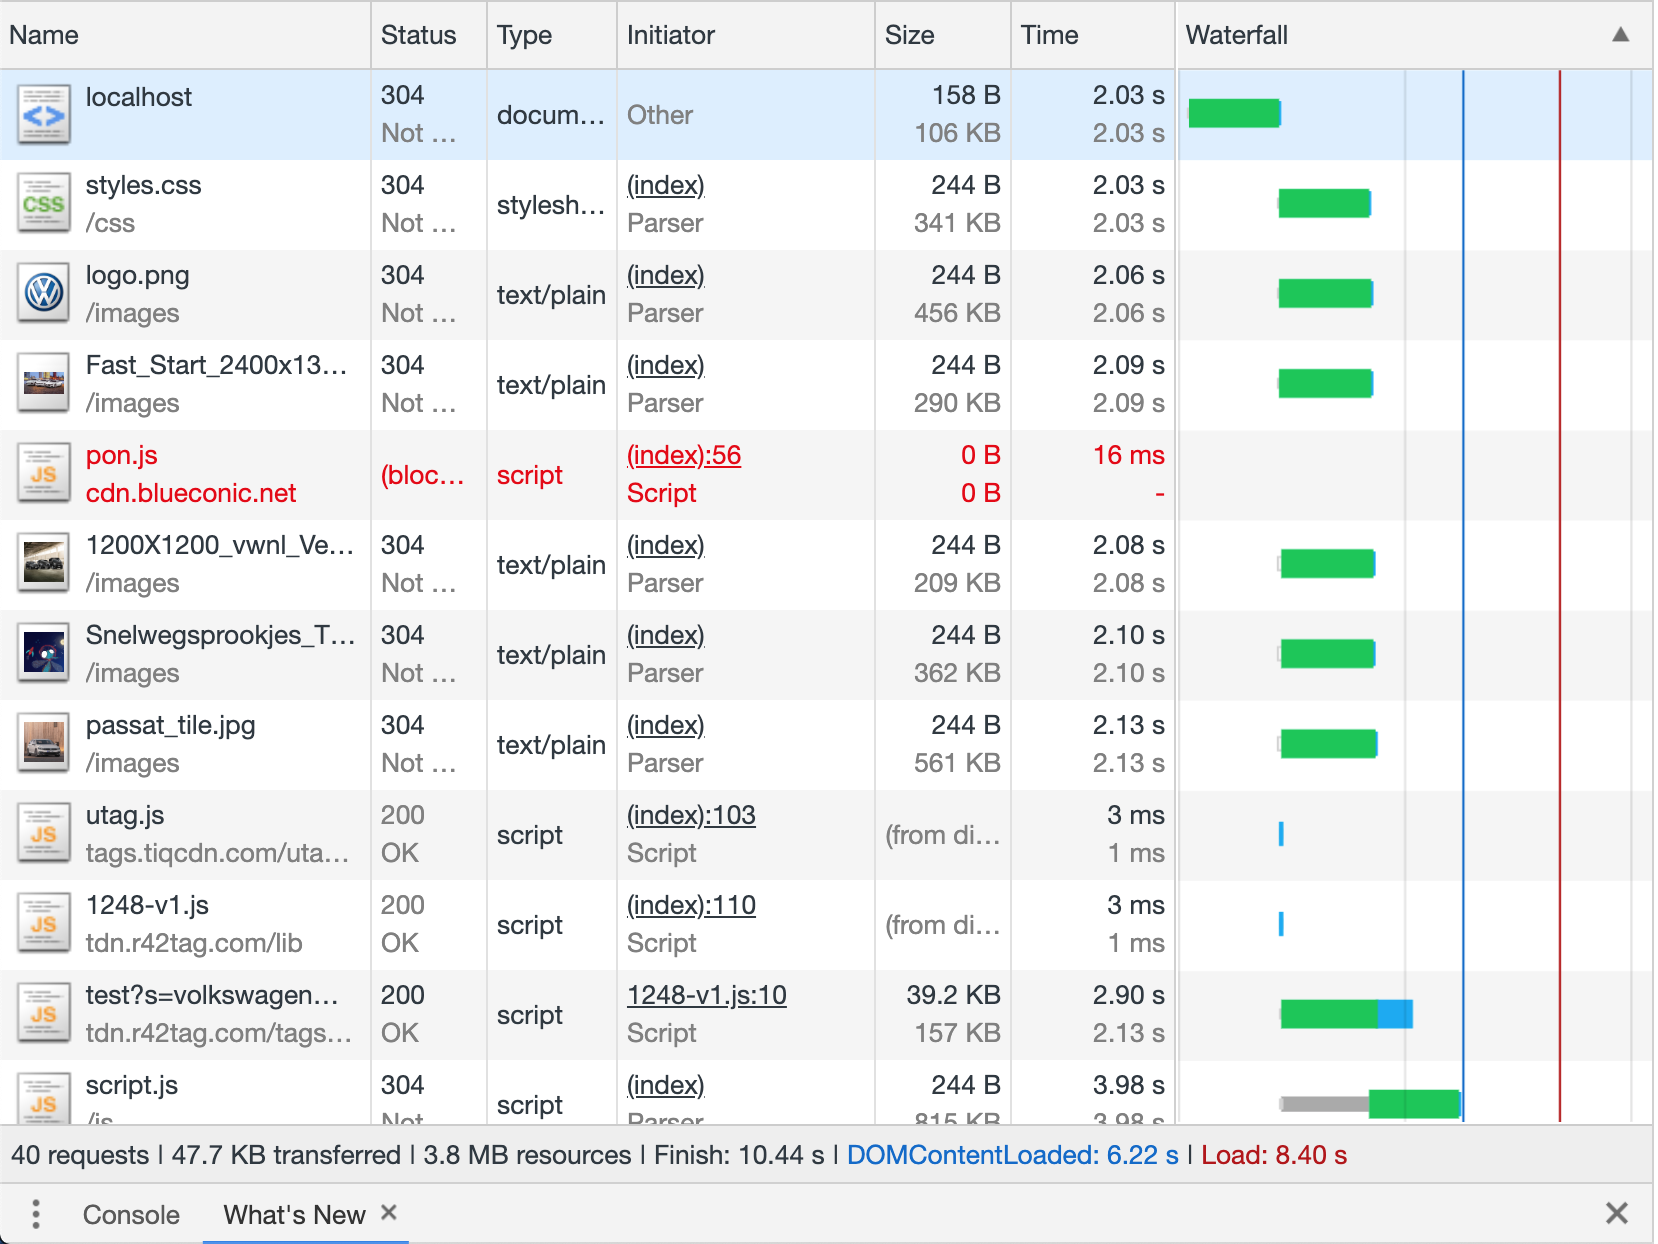 Name Status Type Initiator Size Time Waterfall ▲
localhost 304 docum... Other 158 B 2.03 s
Not ... 106 KB 2.03 s
styles.css 304 stylesh... (index) 244 B 2.03 s
/css Not ... Parser 341 KB 2.03 s
logo.png 304 text/plain (index) 244 B 2.06 s
/images Not ... Parser 456 KB 2.06 s
Fast_Start_2400x13... 304 text/plain (index) 244 B 2.09 s
/images Not ... Parser 290 KB 2.09 s
pon.js (bloc... script (index):56 0 B 16 ms
cdn.blueconic.net Script 0 B -
1200X1200_vwnl_Ve... 304 text/plain (index) 244 B 2.08 s
/images Not ... Parser 209 KB 2.08 s
Snelwegsprookjes_T... 304 text/plain (index) 244 B 2.10 s
/images Not ... Parser 362 KB 2.10 s
passat_tile.jpg 304 text/plain (index) 244 B 2.13 s
/images Not ... Parser 561 KB 2.13 s
utag.js 200 script (index):103 (from di... 3 ms
tags.tiqcdn.com/uta... OK Script 1 ms
1248-v1.js 200 script (index):110 (from di... 3 ms
tdn.r42tag.com/lib OK Script 1 ms
test?s=volkswagen... 200 script 1248-v1.js:10 39.2 KB 2.90 s
tdn.r42tag.com/tags... OK Script 157 KB 2.13 s
script.js 304 script (index) 244 B 3.98 s
/js Not Parser 815 KB 3.98 s
40 requests | 47.7 KB transferred | 3.8 MB resources | Finish: 10.44 s | DOMContentLoaded: 6.22 s | Load: 8.40 s
Console What's New ×